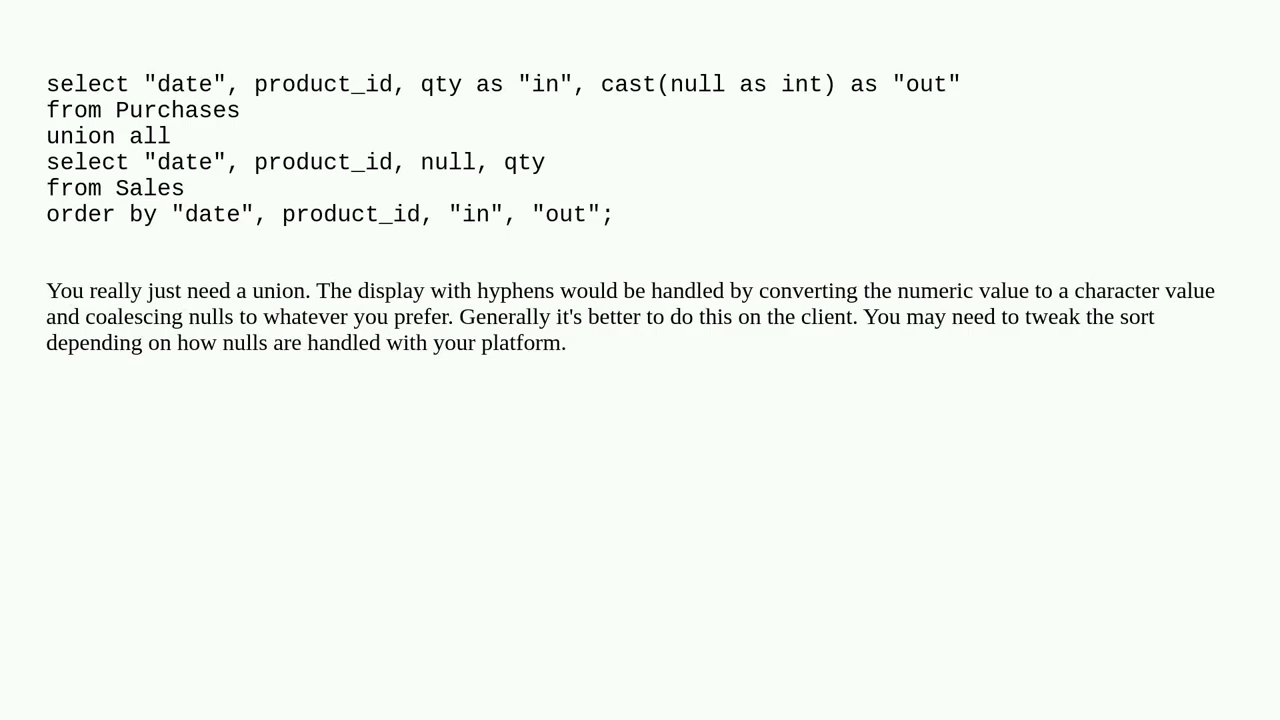 select "date", product_id, qty as "in", cast(null as int) as "out"
from Purchases
union all
select "date", product_id, null, qty
from Sales
order by "date", product_id, "in", "out";
You really just need a union. The display with hyphens would be handled by converting the numeric value to a character value
and coalescing nulls to whatever you prefer. Generally it's better to do this on the client. You may need to tweak the sort
depending on how nulls are handled with your platform.